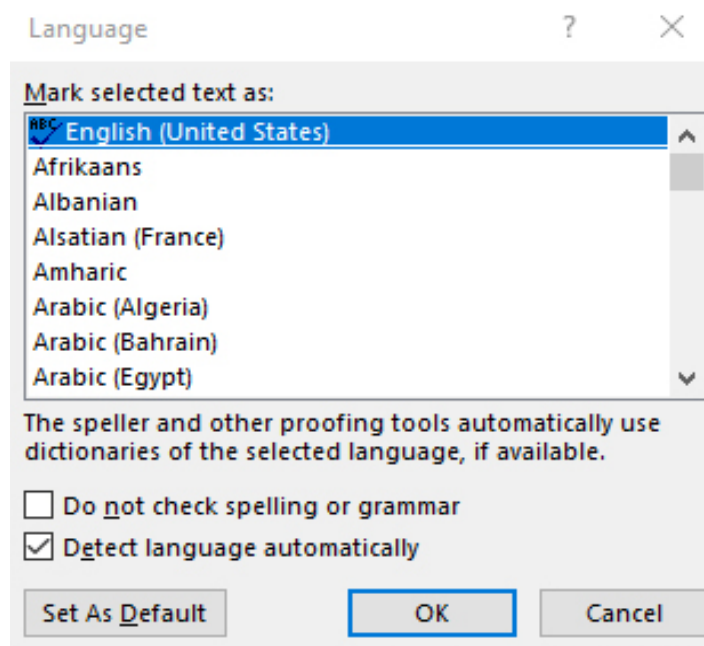 Language ?
Mark selected text as:
ABC English (United States)
Afrikaans
Albanian
Alsatian (France)
Amharic
Arabic (Algeria)
Arabic (Bahrain)
Arabic (Egypt)
The speller and other proofing tools automatically use
dictionaries of the selected language, if available.
Do not check spelling or grammar
Detect language automatically
Set As Default OK Cancel